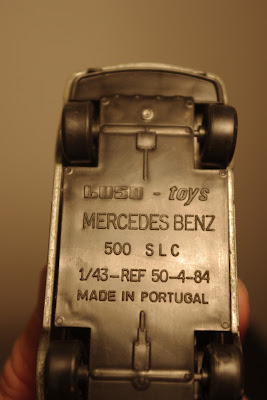 LUSO - toys
MERCEDES BENZ
500 SLC
1/43-REF 50-4-84
MADE IN PORTUGAL